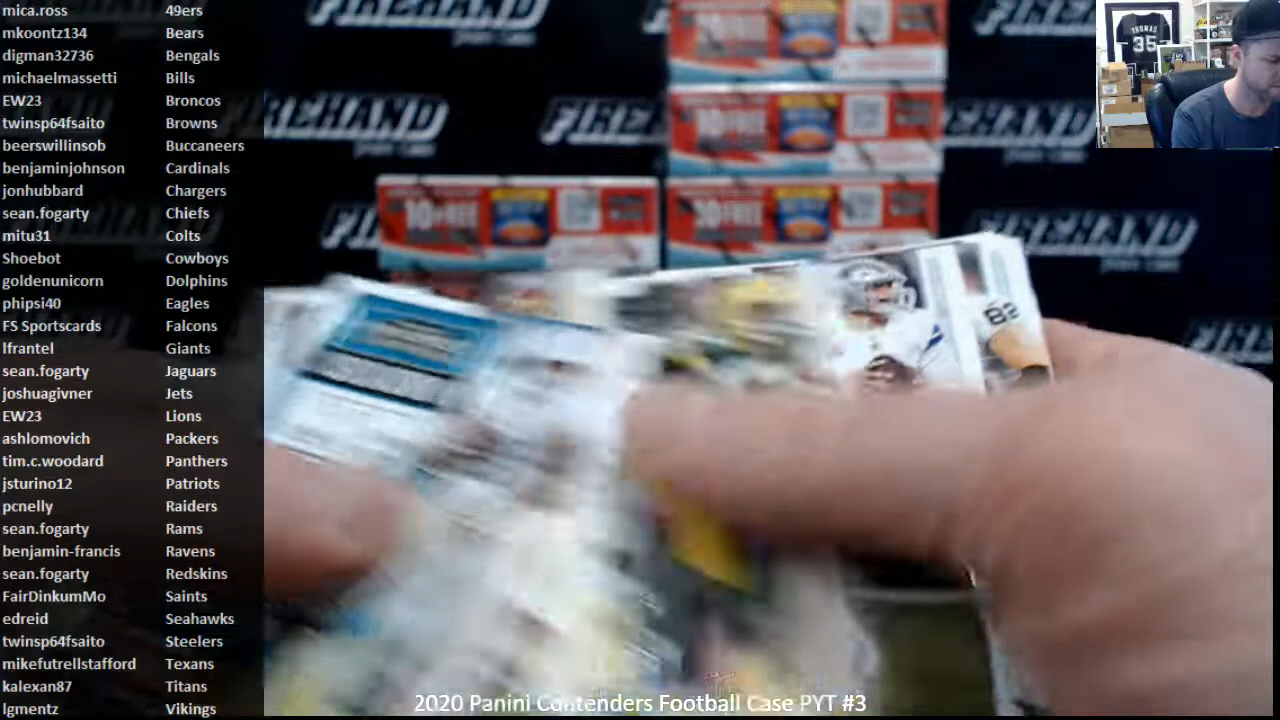 mica.ross 49ers
mkoontz134 Bears
digman32736 Bengals
michaelmassetti Bills
EW23 Broncos
twinsp64fsaito Browns
beerswillinsob Buccaneers
benjaminjohnson Cardinals
jonhubbard Chargers
sean.fogarty Chiefs
mitu31 Colts
Shoebot Cowboys
goldenunicorn Dolphins
phipsi40 Eagles
FS Sportscards Falcons
lfrantel Giants
sean.fogarty Jaguars
joshuagivner Jets
EW23 Lions
ashlomovich Packers
tim.c.woodard Panthers
jsturino12 Patriots
pcnelly Raiders
sean.fogarty Rams
benjamin-francis Ravens
sean.fogarty Redskins
FairDinkumMo Saints
edreid Seahawks
twinsp64fsaito Steelers
mikefutrellstafford Texans
kalexan87 Titans
lgmentz Vikings
THOMAS
35
FIREHAND
FIREHAND
82
2020 Panini Contenders Football Case PYT #3